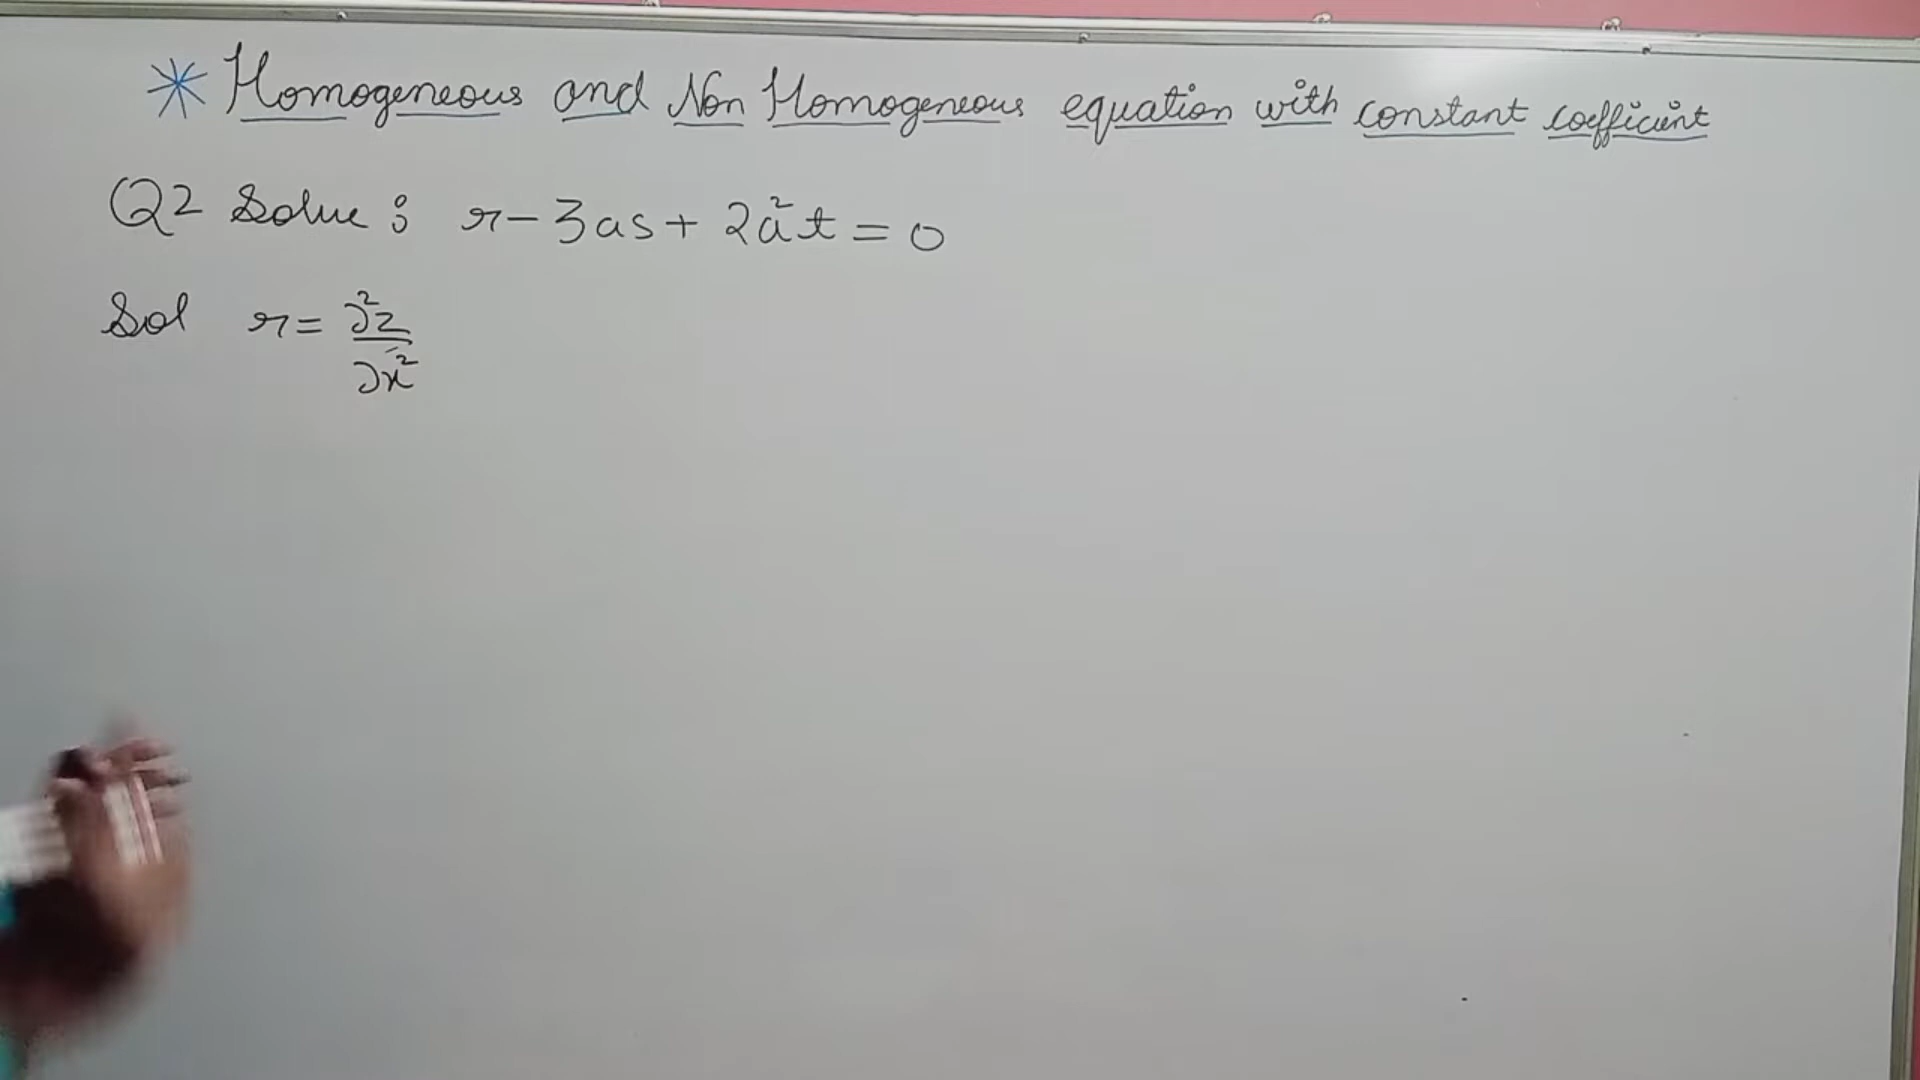 * Homogeneous and Non Homogeneous equation with constant coefficient
Q2 Solve : r - 3as + 2a²t = 0
Sol r = ∂²z/∂x²